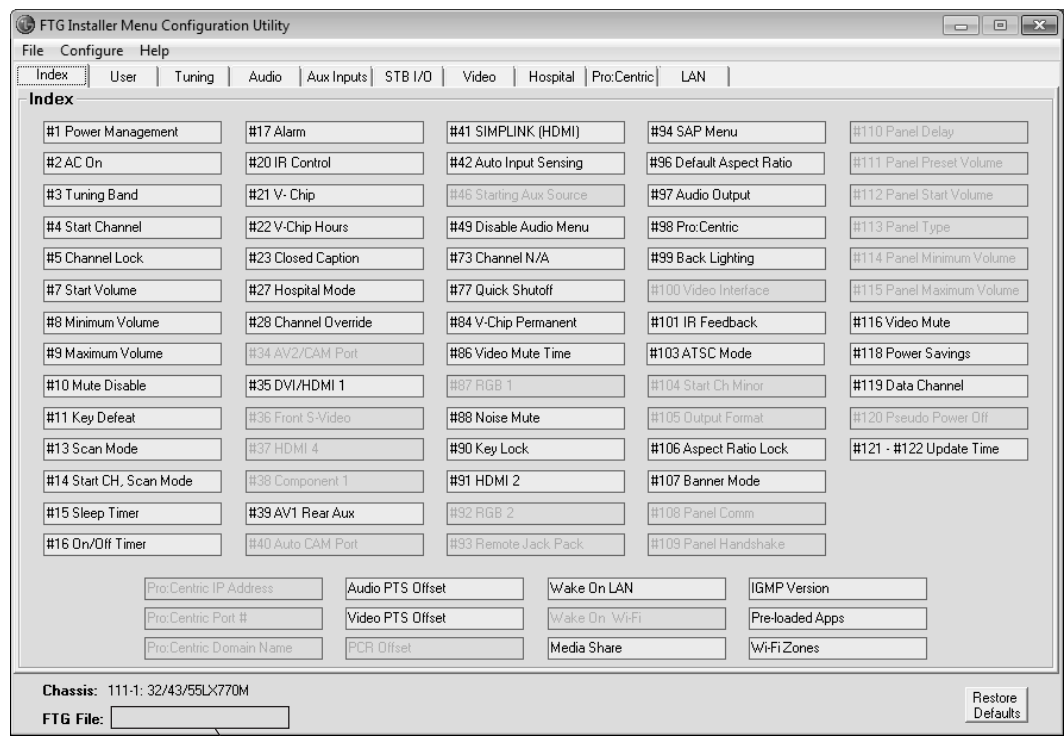 FTG Installer Menu Configuration Utility
File Configure Help
Index User Tuning Audio Aux Inputs STB I/O Video Hospital Pro:Centric LAN
Index
#1 Power Management #17 Alarm #41 SIMPLINK (HDMI) #94 SAP Menu #110 Panel Delay
#2 AC On #20 IR Control #42 Auto Input Sensing #96 Default Aspect Ratio #111 Panel Preset Volume
#3 Tuning Band #21 V- Chip #46 Starting Aux Source #97 Audio Output #112 Panel Start Volume
#4 Start Channel #22 V-Chip Hours #49 Disable Audio Menu #98 Pro:Centric #113 Panel Type
#5 Channel Lock #23 Closed Caption #73 Channel N/A #99 Back Lighting #114 Panel Minimum Volume
#7 Start Volume #27 Hospital Mode #77 Quick Shutoff #100 Video Interface #115 Panel Maximum Volume
#8 Minimum Volume #28 Channel Override #84 V-Chip Permanent #101 IR Feedback #116 Video Mute
#9 Maximum Volume #34 AV2/CAM Port #86 Video Mute Time #103 ATSC Mode #118 Power Savings
#10 Mute Disable #35 DVI/HDMI 1 #87 RGB 1 #104 Start Ch Minor #119 Data Channel
#11 Key Defeat #36 Front S-Video #88 Noise Mute #105 Output Format #120 Pseudo Power Off
#13 Scan Mode #37 HDMI 4 #90 Key Lock #106 Aspect Ratio Lock #121 - #122 Update Time
#14 Start CH, Scan Mode #38 Component 1 #91 HDMI 2 #107 Banner Mode
#15 Sleep Timer #39 AV1 Rear Aux #92 RGB 2 #108 Panel Comm
#16 On/Off Timer #40 Auto CAM Port #93 Remote Jack Pack #109 Panel Handshake
Pro:Centric IP Address Audio PTS Offset Wake On LAN IGMP Version
Pro:Centric Port # Video PTS Offset Wake On Wi-Fi Pre-loaded Apps
Pro:Centric Domain Name PCR Offset Media Share Wi-Fi Zones
Chassis: 111-1: 32/43/55LX770M
FTG File:
Restore
Defaults